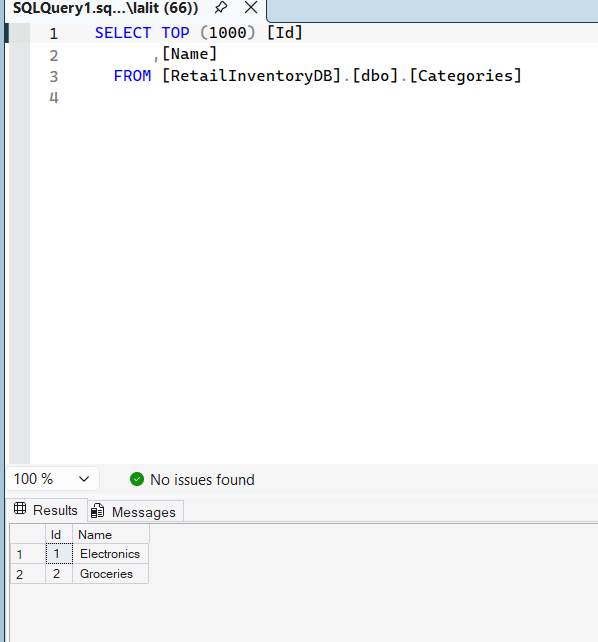 SQLQuery1.sq...\lalit (66))
1 SELECT TOP (1000) [Id]
2 ,[Name]
3 FROM [RetailInventoryDB].[dbo].[Categories]
4
100 % No issues found
Results Messages
Id Name
1 1 Electronics
2 2 Groceries